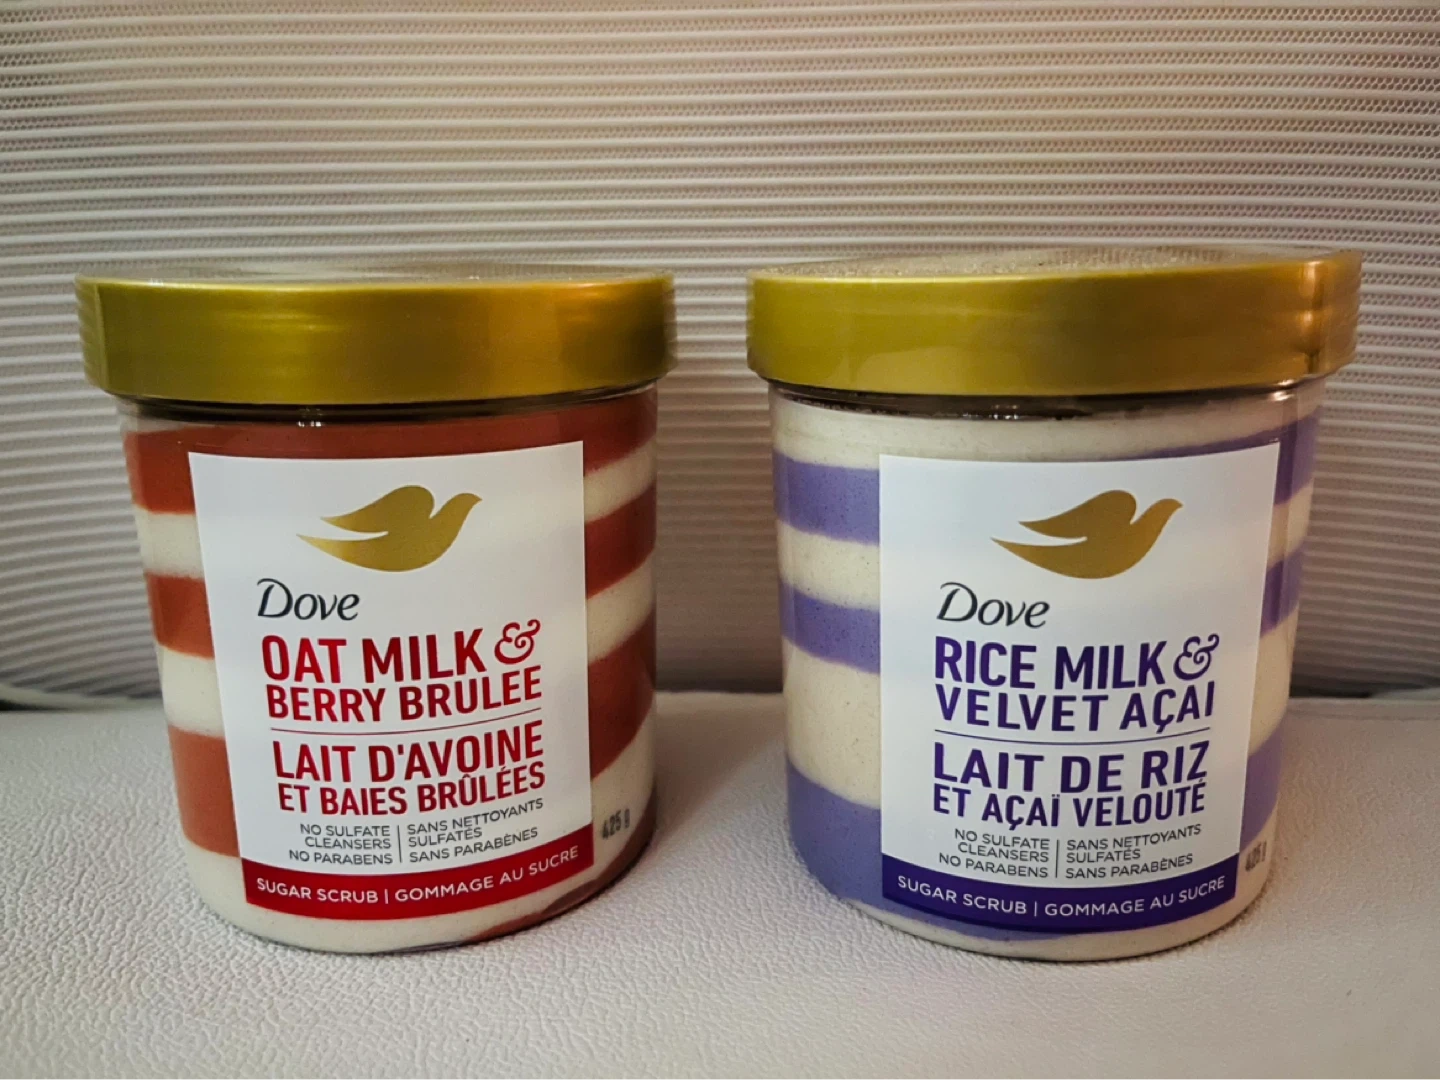 Dove
OAT MILK &
BERRY BRULEE
LAIT D'AVOINE
ET BAIES BRÛLÉES
NO SULFATE
CLEANSERS
NO PARABENS
SANS NETTOYANTS
SULFATÉS
SANS PARABÈNES
SUGAR SCRUB | GOMMAGE AU SUCRE
425 g
Dove
RICE MILK &
VELVET AÇAI
LAIT DE RIZ
ET AÇAÏ VELOUTÉ
NO SULFATE
CLEANSERS
NO PARABENS
SANS NETTOYANTS
SULFATÉS
SANS PARABÈNES
SUGAR SCRUB | GOMMAGE AU SUCRE
425 g